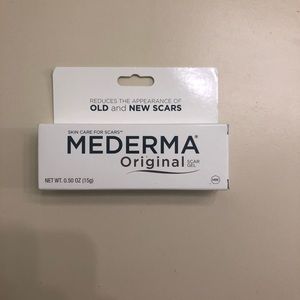 REDUCES THE APPEARANCE OF
OLD and NEW SCARS
SKIN CARE FOR SCARS™
MEDERMA®
Original SCAR
GEL
NET WT. 0.50 OZ (15g)